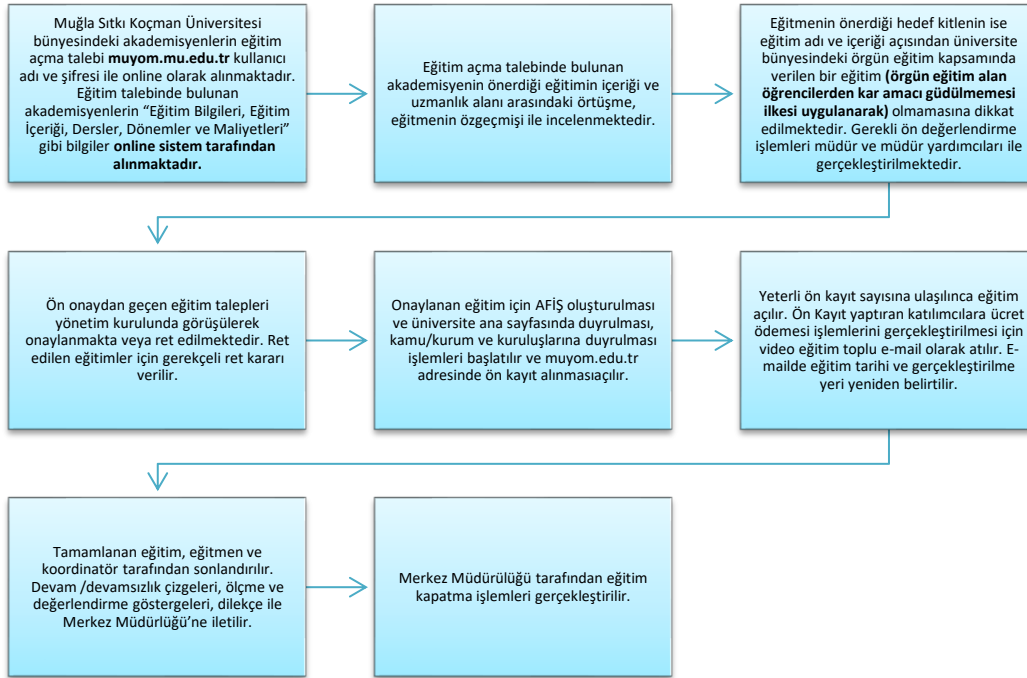 Muğla Sıtkı Koçman Üniversitesi
bünyesindeki akademisyenlerin eğitim
açma talebi muyom.mu.edu.tr kullanıcı
adı ve şifresi ile online olarak alınmaktadır.
Eğitim talebinde bulunan
akademisyenlerin “Eğitim Bilgileri, Eğitim
İçeriği, Dersler, Dönemler ve Maliyetleri”
gibi bilgiler online sistem tarafından
alınmaktadır.
Eğitim açma talebinde bulunan
akademisyenin önerdiği eğitimin içeriği ve
uzmanlık alanı arasındaki örtüşme,
eğitmenin özgeçmişi ile incelenmektedir.
Eğitmenin önerdiği hedef kitlenin ise
eğitim adı ve içeriği açısından üniversite
bünyesindeki örgün eğitim kapsamında
verilen bir eğitim (örgün eğitim alan
öğrencilerden kar amacı güdülmemesi
ilkesi uygulanarak) olmamasına dikkat
edilmektedir. Gerekli ön değerlendirme
işlemleri müdür ve müdür yardımcıları ile
gerçekleştirilmektedir.
Ön onaydan geçen eğitim talepleri
yönetim kurulunda görüşülerek
onaylanmakta veya ret edilmektedir. Ret
edilen eğitimler için gerekçeli ret kararı
verilir.
Onaylanan eğitim için AFİŞ oluşturulması
ve üniversite ana sayfasında duyrulması,
kamu/kurum ve kuruluşlarına duyrulması
işlemleri başlatılır ve muyom.edu.tr
adresinde ön kayıt alınmasıaçılır.
Yeterli ön kayıt sayısına ulaşılınca eğitim
açılır. Ön Kayıt yaptıran katılımcılara ücret
ödemesi işlemlerini gerçekleştirilmesi için
video eğitim toplu e-mail olarak atılır. E-
mailde eğitim tarihi ve gerçekleştirilme
yeri yeniden belirtilir.
Tamamlanan eğitim, eğitmen ve
koordinatör tarafından sonlandırılır.
Devam /devamsızlık çizgeleri, ölçme ve
değerlendirme göstergeleri, dilekçe ile
Merkez Müdürlüğü’ne iletilir.
Merkez Müdürülüğü tarafından eğitim
kapatma işlemleri gerçekleştirilir.